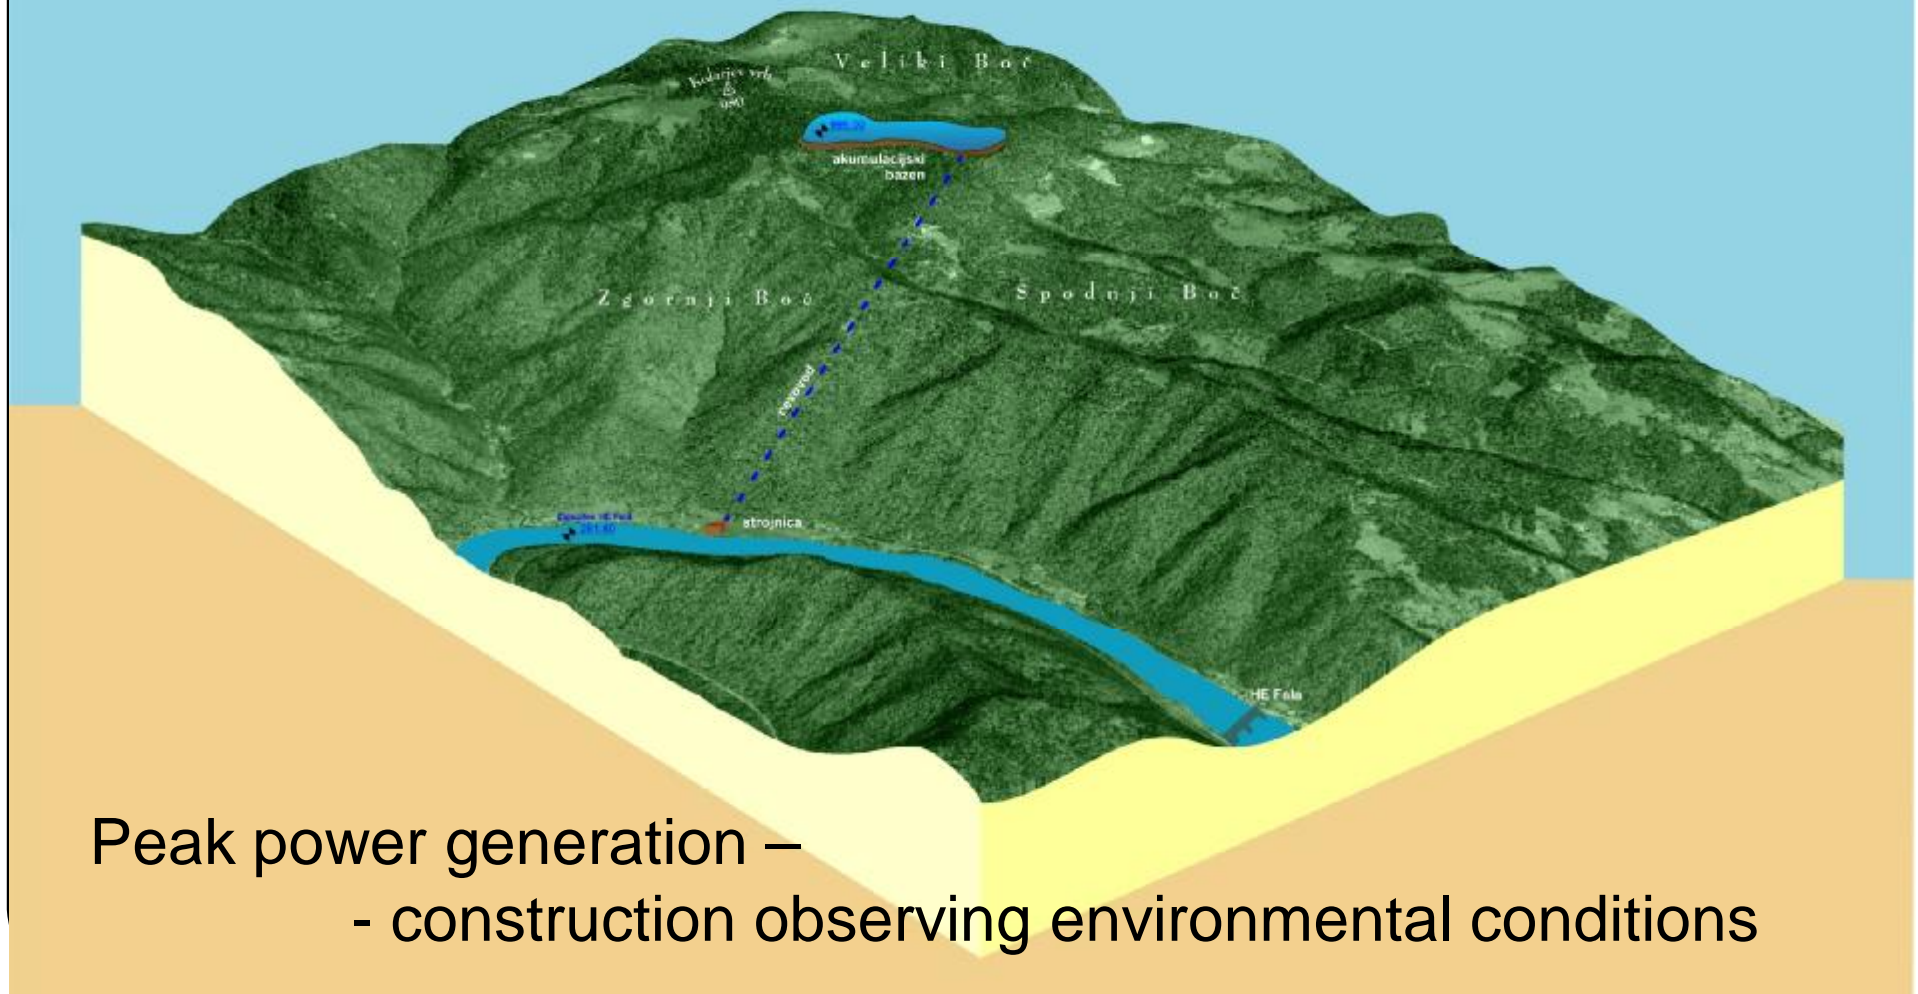 Veliki Boč
Kolarjev vrh
980
akumulacijski
bazen
Zgornji Boč
Spodnji Boč
cevovod
strojnica
HE Fala
Peak power generation –
- construction observing environmental conditions